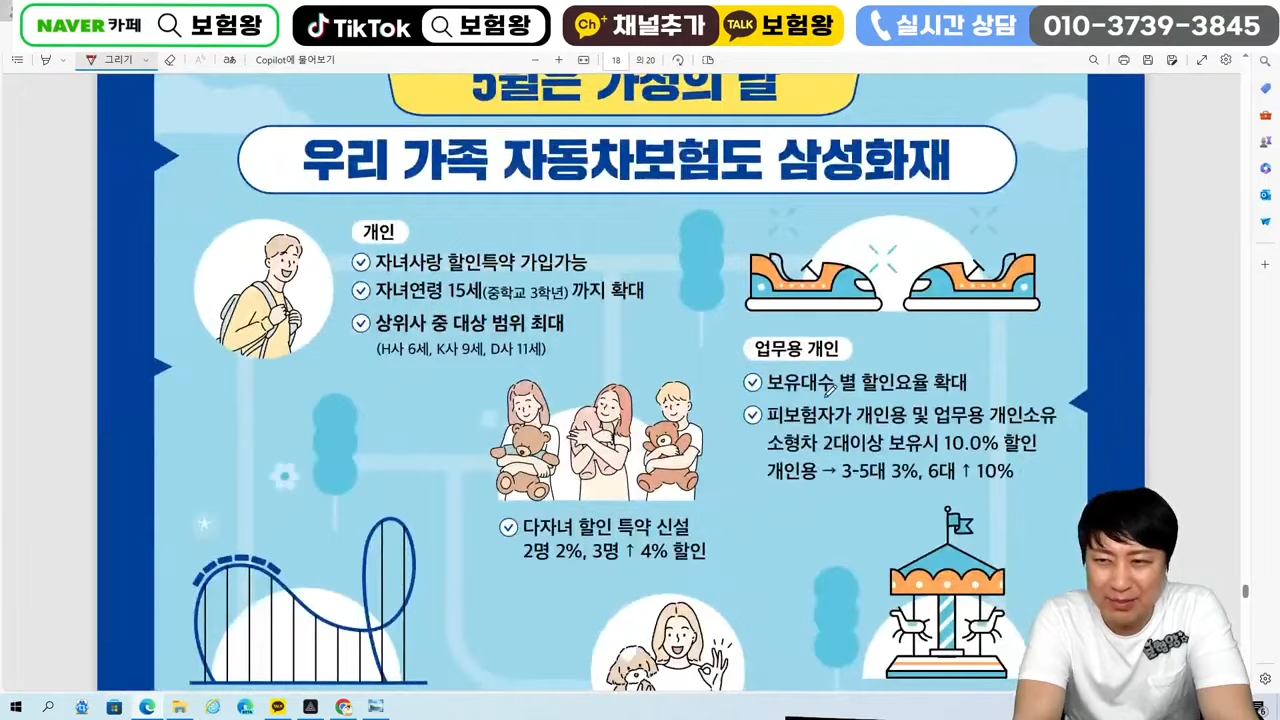 NAVER 카페 보험왕
TikTok 보험왕
Ch+ 채널추가 TALK 보험왕
실시간 상담 010-3739-3845
그리기
가あ
Copilot에 물어보기
18 의 20
5월은 가정의 달
우리 가족 자동차보험도 삼성화재
개인
자녀사랑 할인특약 가입가능
자녀연령 15세(중학교 3학년) 까지 확대
상위사 중 대상 범위 최대
(H사 6세, K사 9세, D사 11세)
업무용 개인
보유대수 별 할인요율 확대
피보험자가 개인용 및 업무용 개인소유
소형차 2대이상 보유시 10.0% 할인
개인용 → 3-5대 3%, 6대 ↑ 10%
다자녀 할인 특약 신설
2명 2%, 3명 ↑ 4% 할인
보험왕